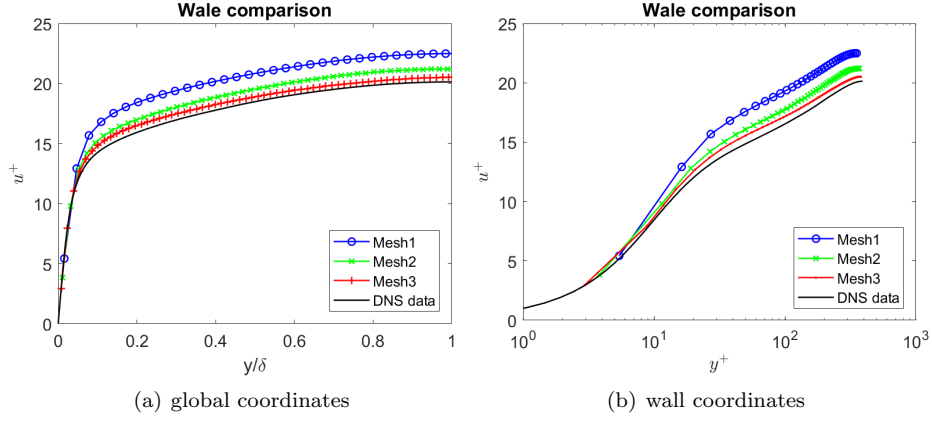 Wale comparison
25
20
15
10
5
0
u+
0
0.2
0.4
0.6
0.8
1
y/δ
Mesh1
Mesh2
Mesh3
DNS data
(a) global coordinates
Wale comparison
25
20
15
10
5
0
u+
10^0
10^1
10^2
10^3
y+
Mesh1
Mesh2
Mesh3
DNS data
(b) wall coordinates